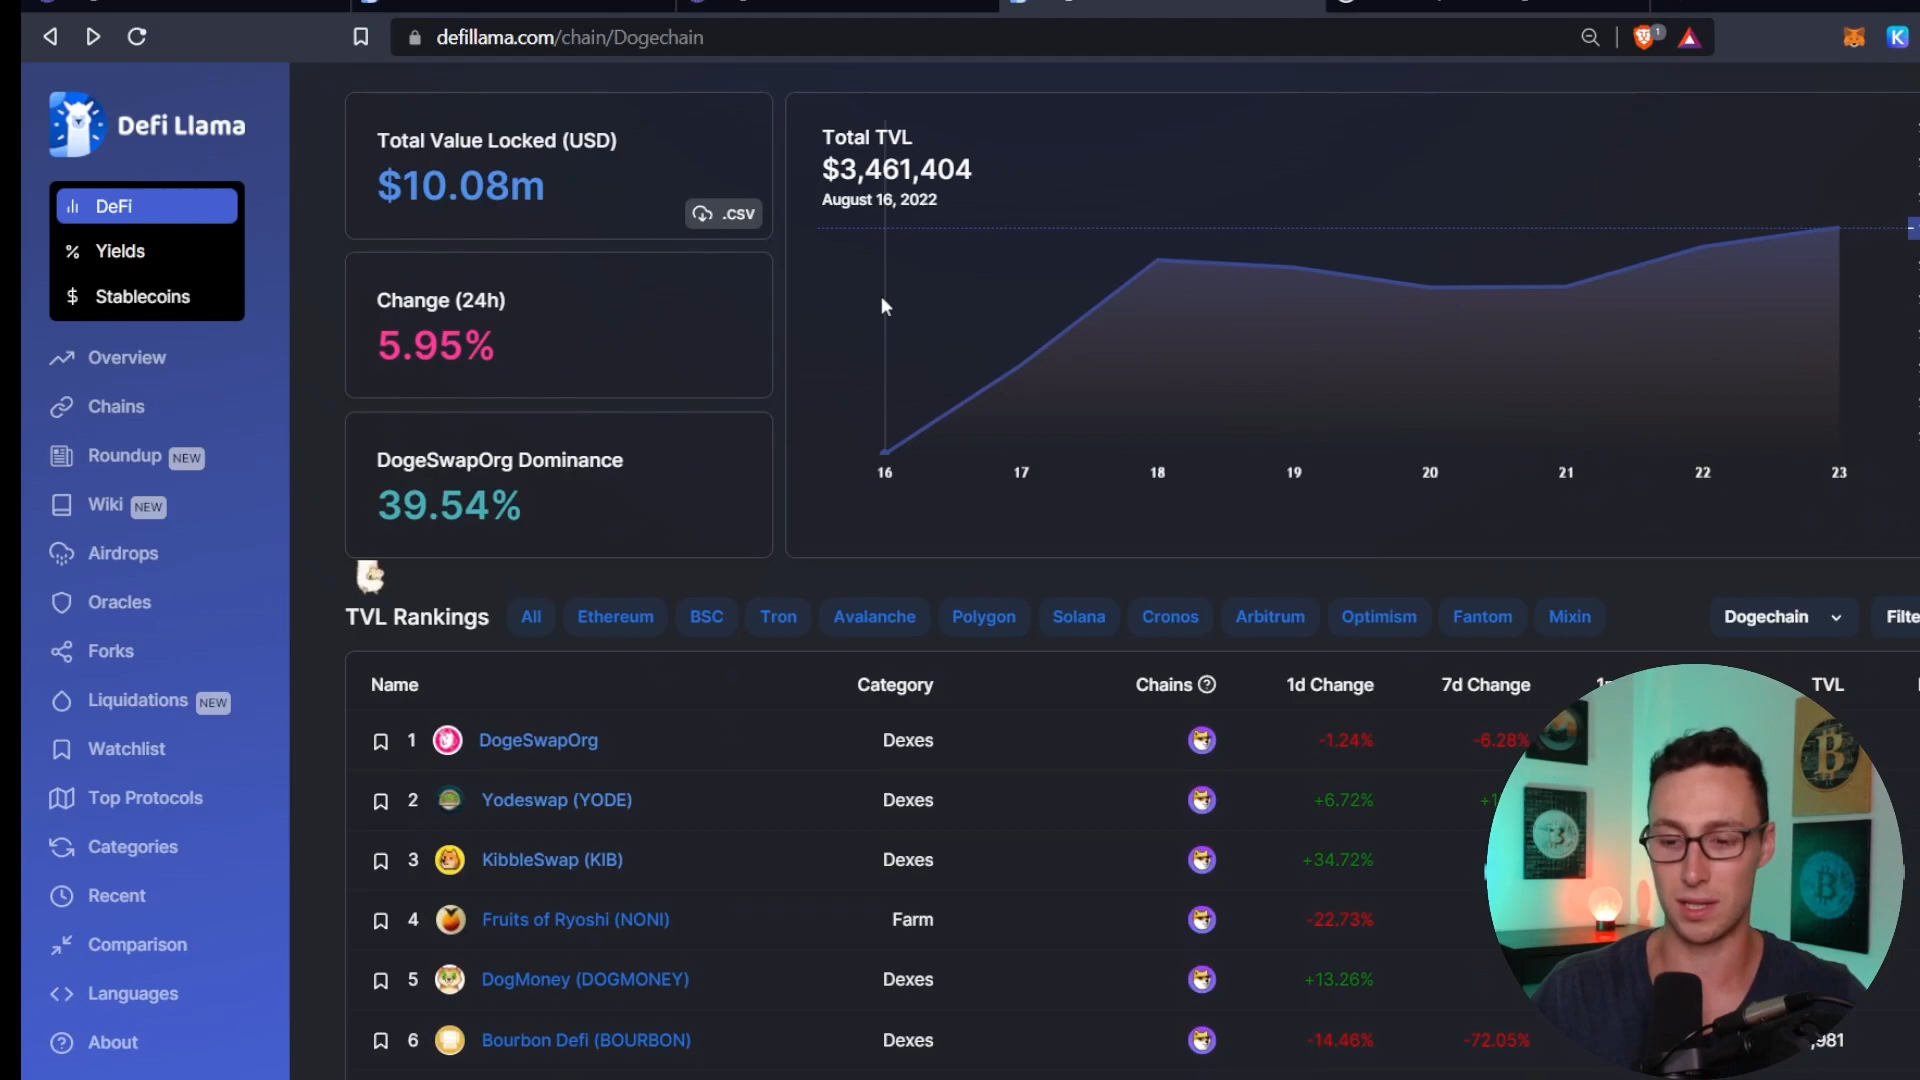 defillama.com/chain/Dogechain
1
K
Defi Llama
DeFi
Yields
Stablecoins
Overview
Chains
Roundup NEW
Wiki NEW
Airdrops
Oracles
Forks
Liquidations NEW
Watchlist
Top Protocols
Categories
Recent
Comparison
Languages
About
Total Value Locked (USD)
$10.08m
.CSV
Change (24h)
5.95%
DogeSwapOrg Dominance
39.54%
Total TVL
$3,461,404
August 16, 2022
16 17 18 19 20 21 22 23
TVL Rankings All Ethereum BSC Tron Avalanche Polygon Solana Cronos Arbitrum Optimism Fantom Mixin Dogechain Filte
Name Category Chains 1d Change 7d Change TVL
1 DogeSwapOrg Dexes -1.24% -6.28%
2 Yodeswap (YODE) Dexes +6.72% +1
3 KibbleSwap (KIB) Dexes +34.72%
4 Fruits of Ryoshi (NONI) Farm -22.73%
5 DogMoney (DOGMONEY) Dexes +13.26%
6 Bourbon Defi (BOURBON) Dexes -14.46% -72.05% ,981